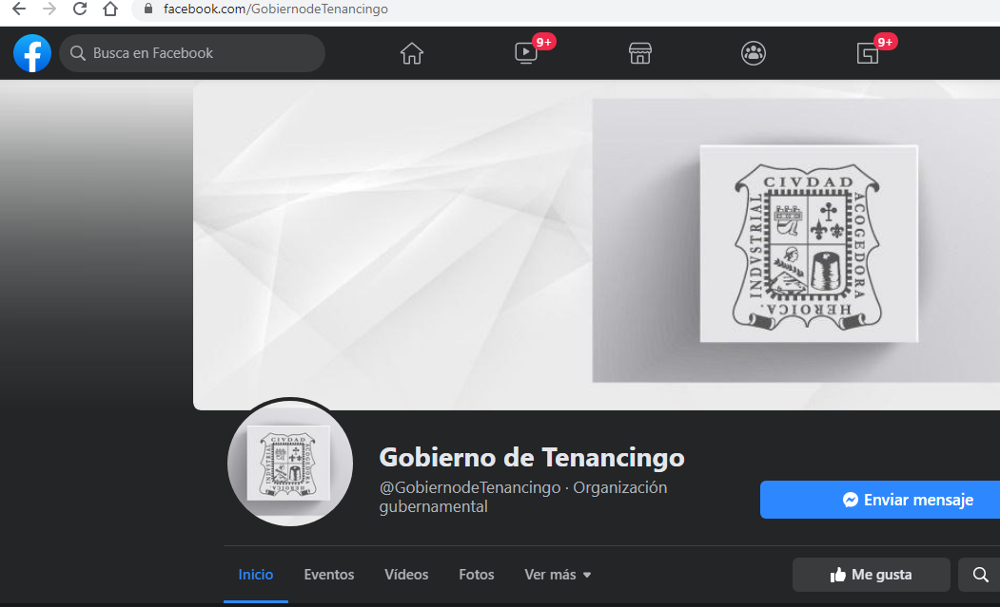 facebook.com/GobiernodeTenancingo
Busca en Facebook
9+
9+
CIVDAD
INDVSTRIAL
ACOGEDORA
HEROICA.
CIVDAD
INDVSTRIAL
ACOGEDORA
HEROICA.
Gobierno de Tenancingo
@GobiernodeTenancingo · Organización
gubernamental
Enviar mensaje
Inicio
Eventos
Vídeos
Fotos
Ver más
Me gusta